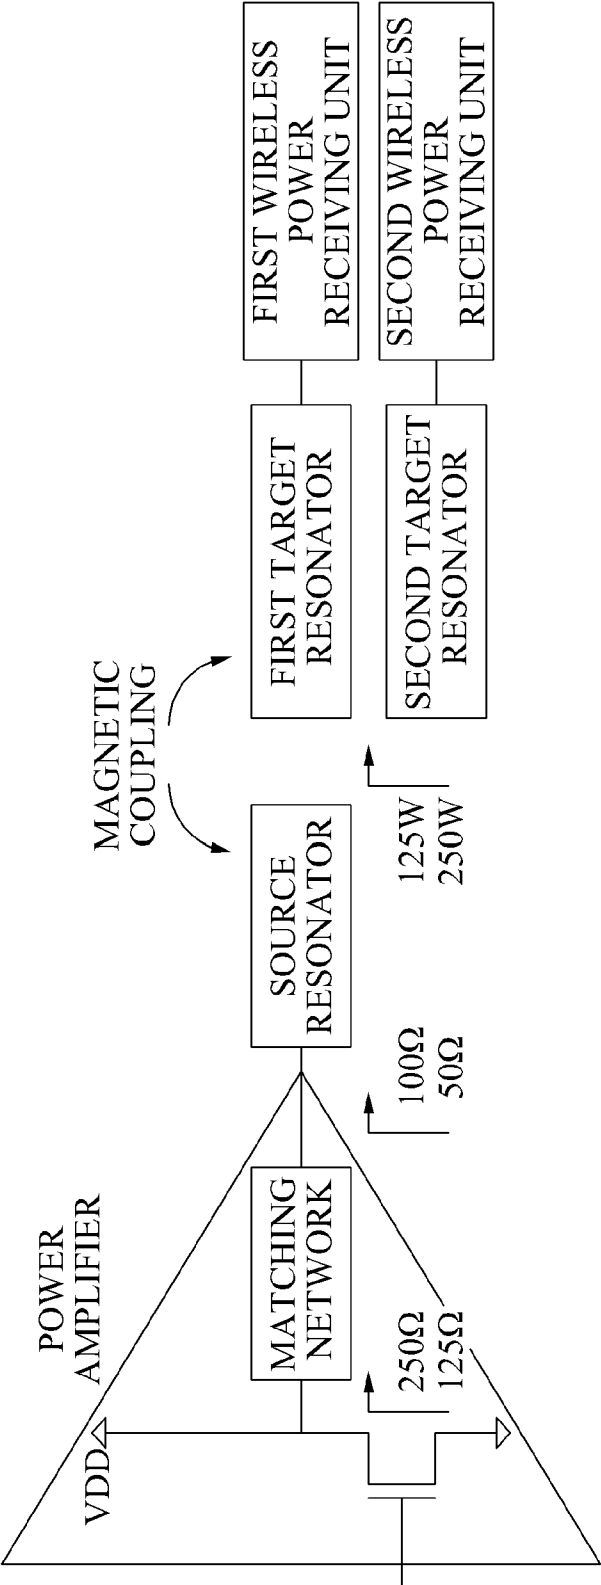 POWER
AMPLIFIER
VDD
MATCHING
NETWORK
250Ω
125Ω
100Ω
50Ω
SOURCE
RESONATOR
MAGNETIC
COUPLING
125W
250W
FIRST TARGET
RESONATOR
SECOND TARGET
RESONATOR
FIRST WIRELESS
POWER
RECEIVING UNIT
SECOND WIRELESS
POWER
RECEIVING UNIT